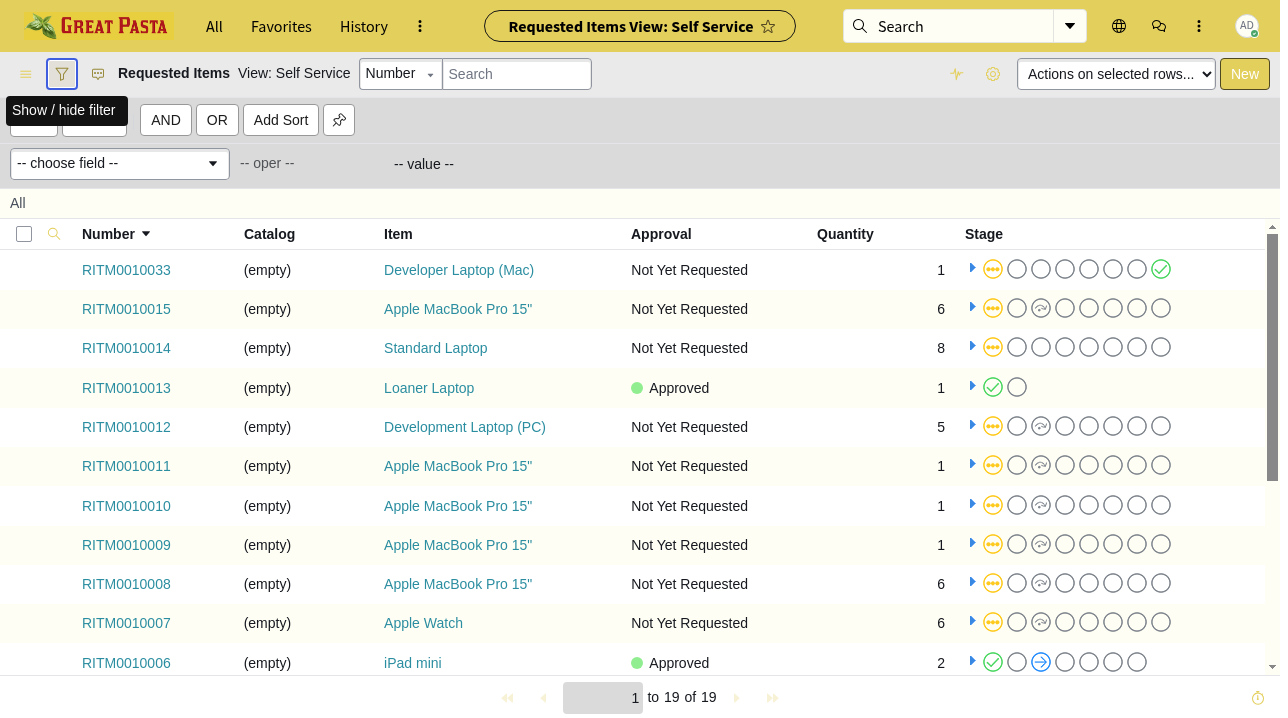 GREAT PASTA All Favorites History Requested Items View: Self Service Search AD
Requested Items View: Self Service Number Search Actions on selected rows... New
Show / hide filter AND OR Add Sort
-- choose field -- -- oper -- -- value --
All
Number Catalog Item Approval Quantity Stage
RITM0010033 (empty) Developer Laptop (Mac) Not Yet Requested 1
RITM0010015 (empty) Apple MacBook Pro 15" Not Yet Requested 6
RITM0010014 (empty) Standard Laptop Not Yet Requested 8
RITM0010013 (empty) Loaner Laptop Approved 1
RITM0010012 (empty) Development Laptop (PC) Not Yet Requested 5
RITM0010011 (empty) Apple MacBook Pro 15" Not Yet Requested 1
RITM0010010 (empty) Apple MacBook Pro 15" Not Yet Requested 1
RITM0010009 (empty) Apple MacBook Pro 15" Not Yet Requested 1
RITM0010008 (empty) Apple MacBook Pro 15" Not Yet Requested 6
RITM0010007 (empty) Apple Watch Not Yet Requested 6
RITM0010006 (empty) iPad mini Approved 2
1 to 19 of 19